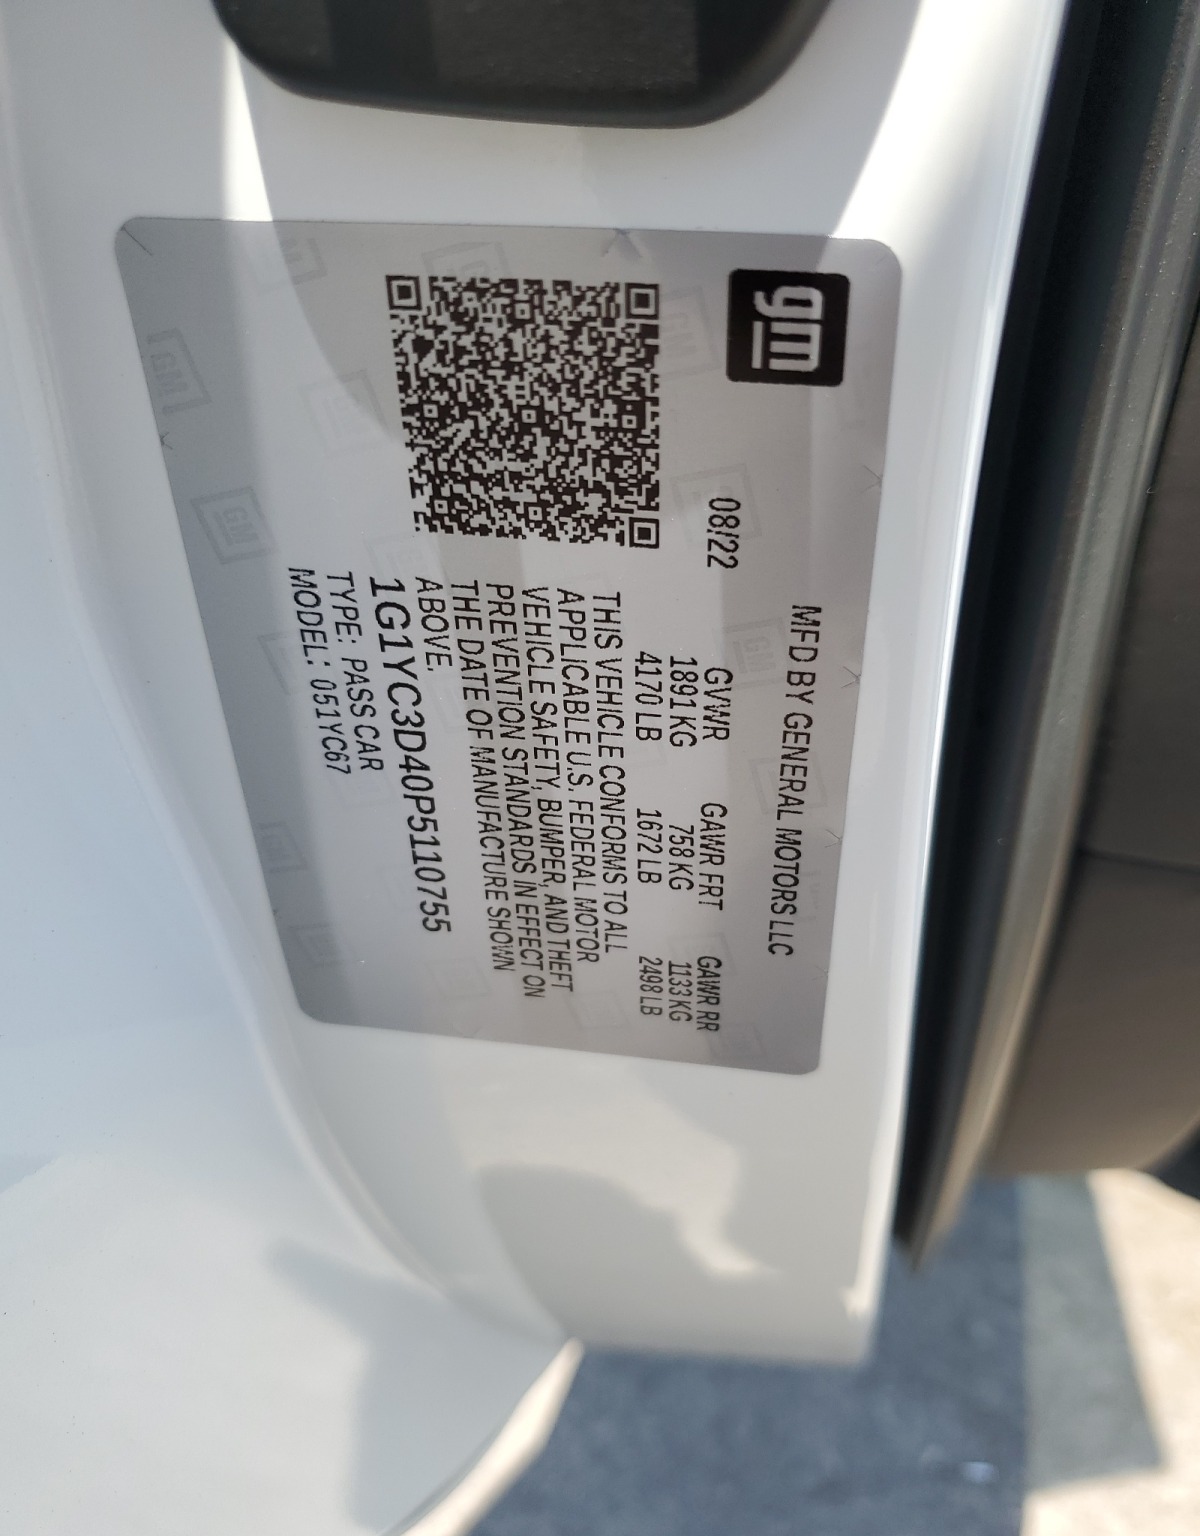 gm
MFD BY GENERAL MOTORS LLC
08/22 GVWR GAWR FRT GAWR RR
1891 KG 758 KG 1133 KG
4170 LB 1672 LB 2498 LB
THIS VEHICLE CONFORMS TO ALL
APPLICABLE U.S. FEDERAL MOTOR
VEHICLE SAFETY, BUMPER, AND THEFT
PREVENTION STANDARDS IN EFFECT ON
THE DATE OF MANUFACTURE SHOWN
ABOVE.
1G1YC3D40P5110755
TYPE: PASS CAR
MODEL: 051YC67